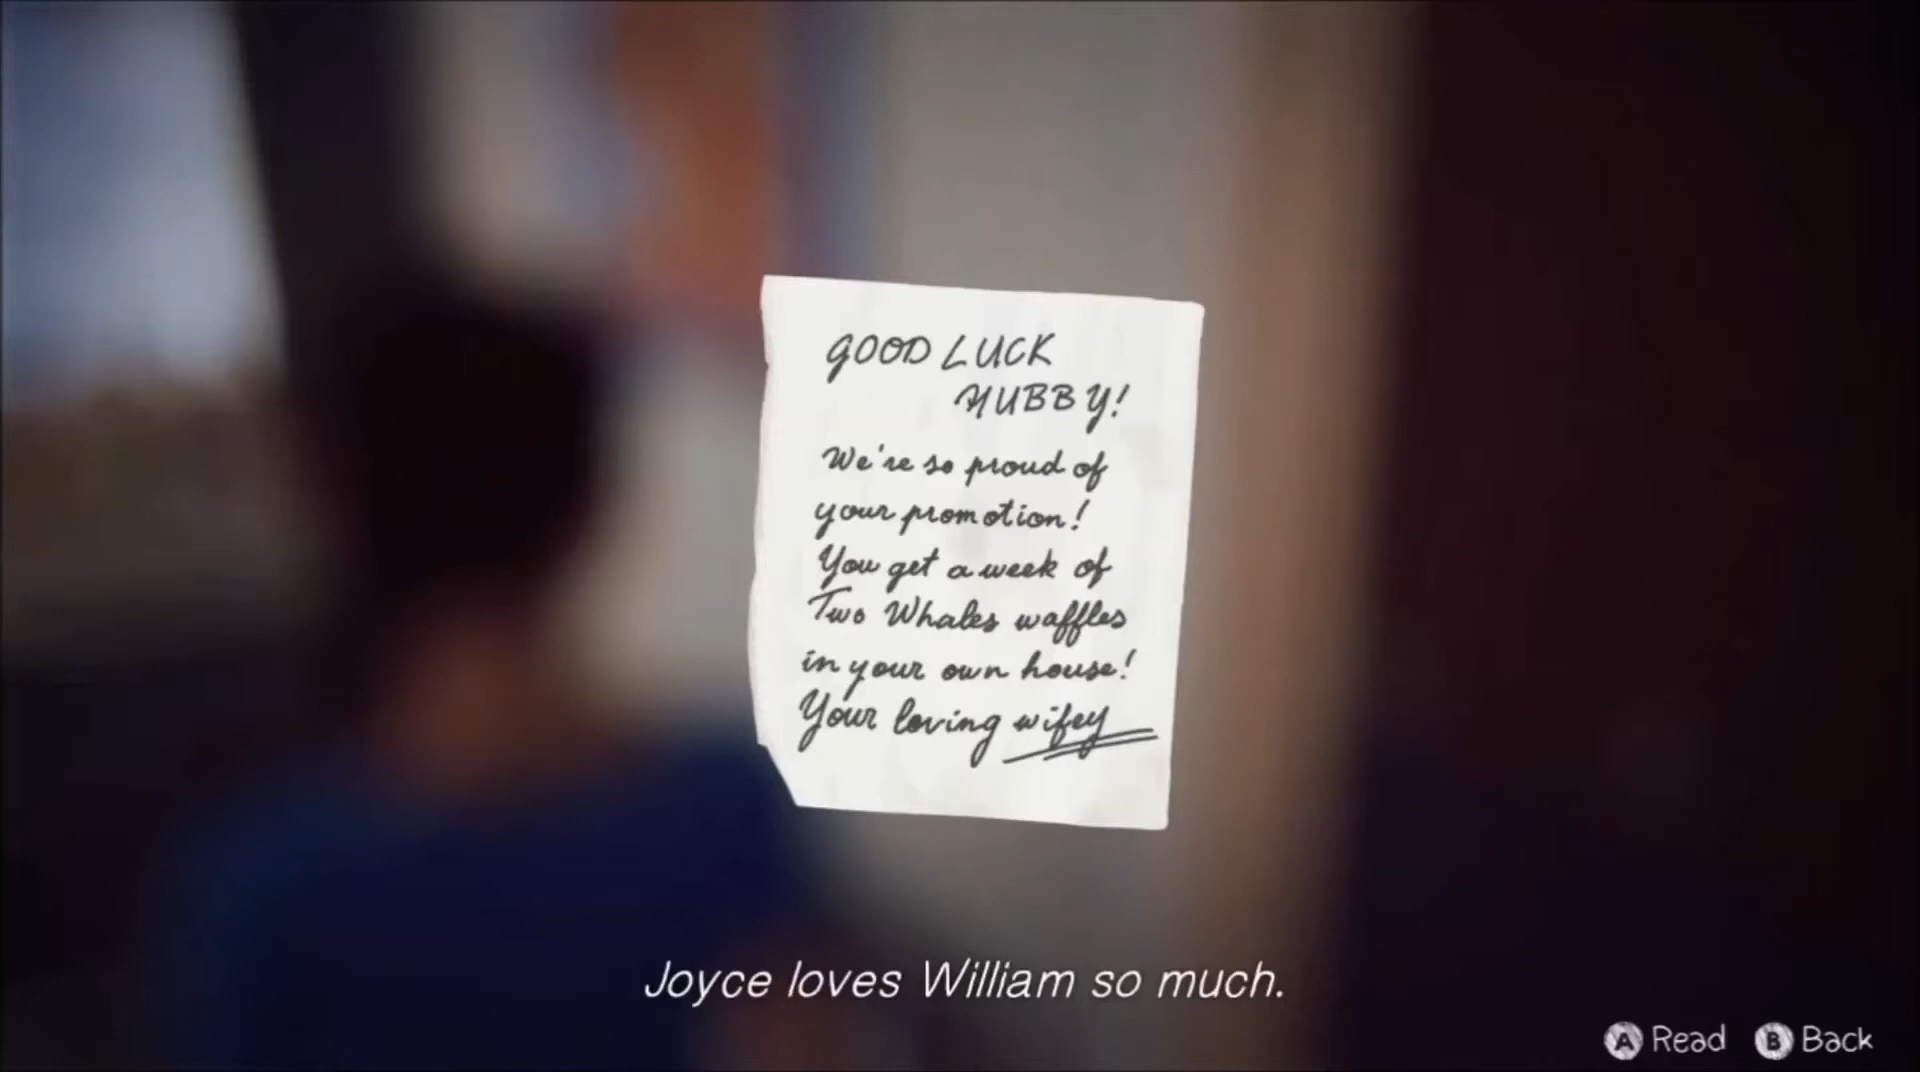 GOOD LUCK
HUBBY!
We're so proud of
your promotion!
You get a week of
Two Whales waffles
in your own house!
Your loving wifey
Joyce loves William so much.
A Read B Back